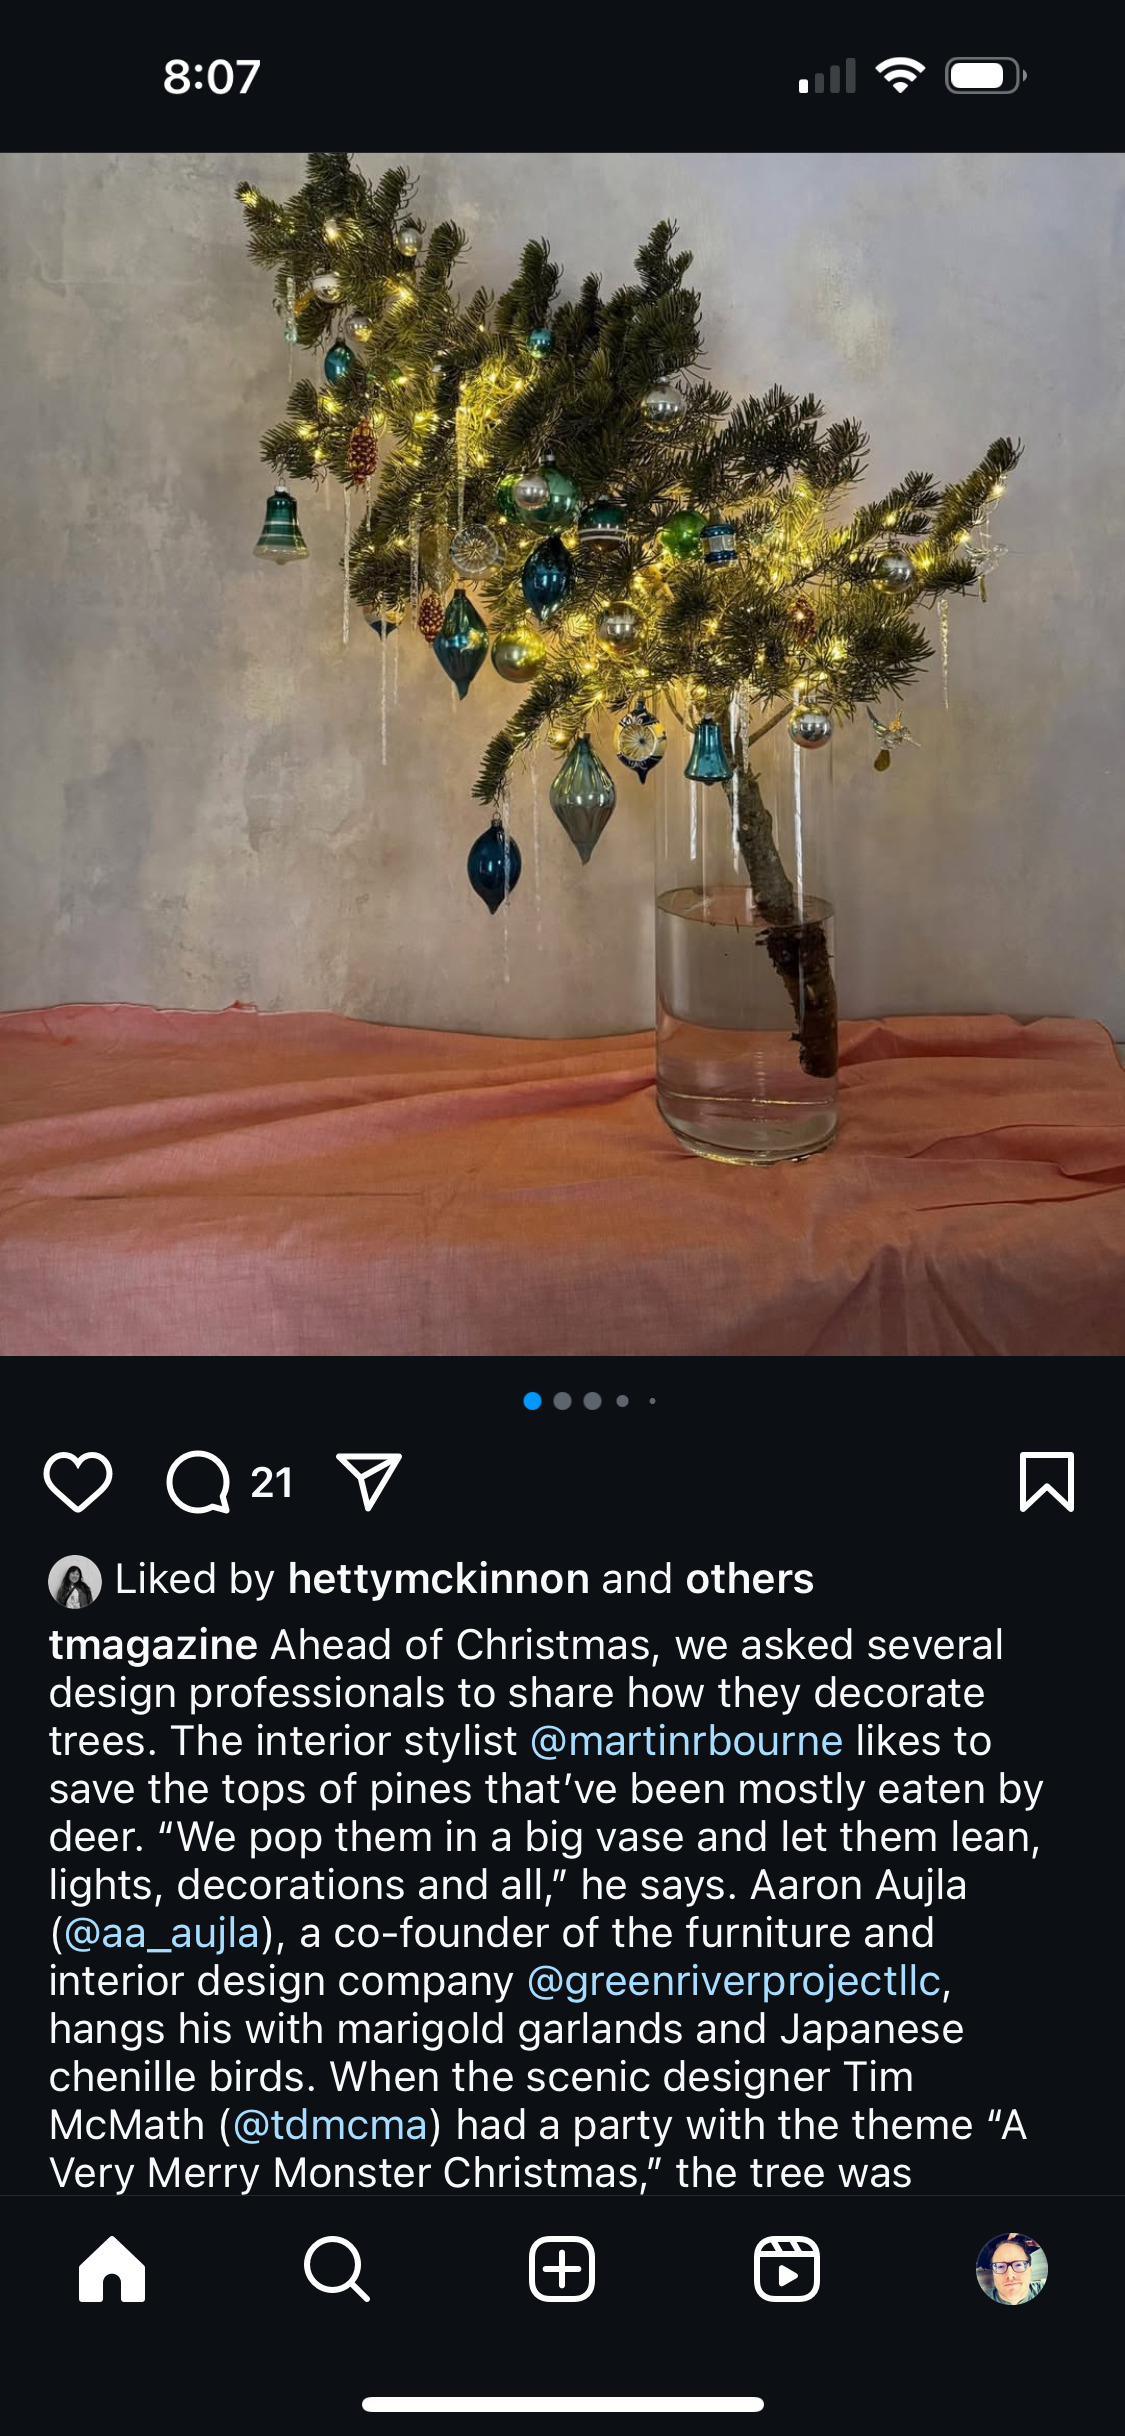 8:07
21
Liked by hettymckinnon and others
tmagazine Ahead of Christmas, we asked several
design professionals to share how they decorate
trees. The interior stylist @martinrbourne likes to
save the tops of pines that’ve been mostly eaten by
deer. “We pop them in a big vase and let them lean,
lights, decorations and all,” he says. Aaron Aujla
(@aa_aujla), a co-founder of the furniture and
interior design company @greenriverprojectllc,
hangs his with marigold garlands and Japanese
chenille birds. When the scenic designer Tim
McMath (@tdmcma) had a party with the theme “A
Very Merry Monster Christmas,” the tree was